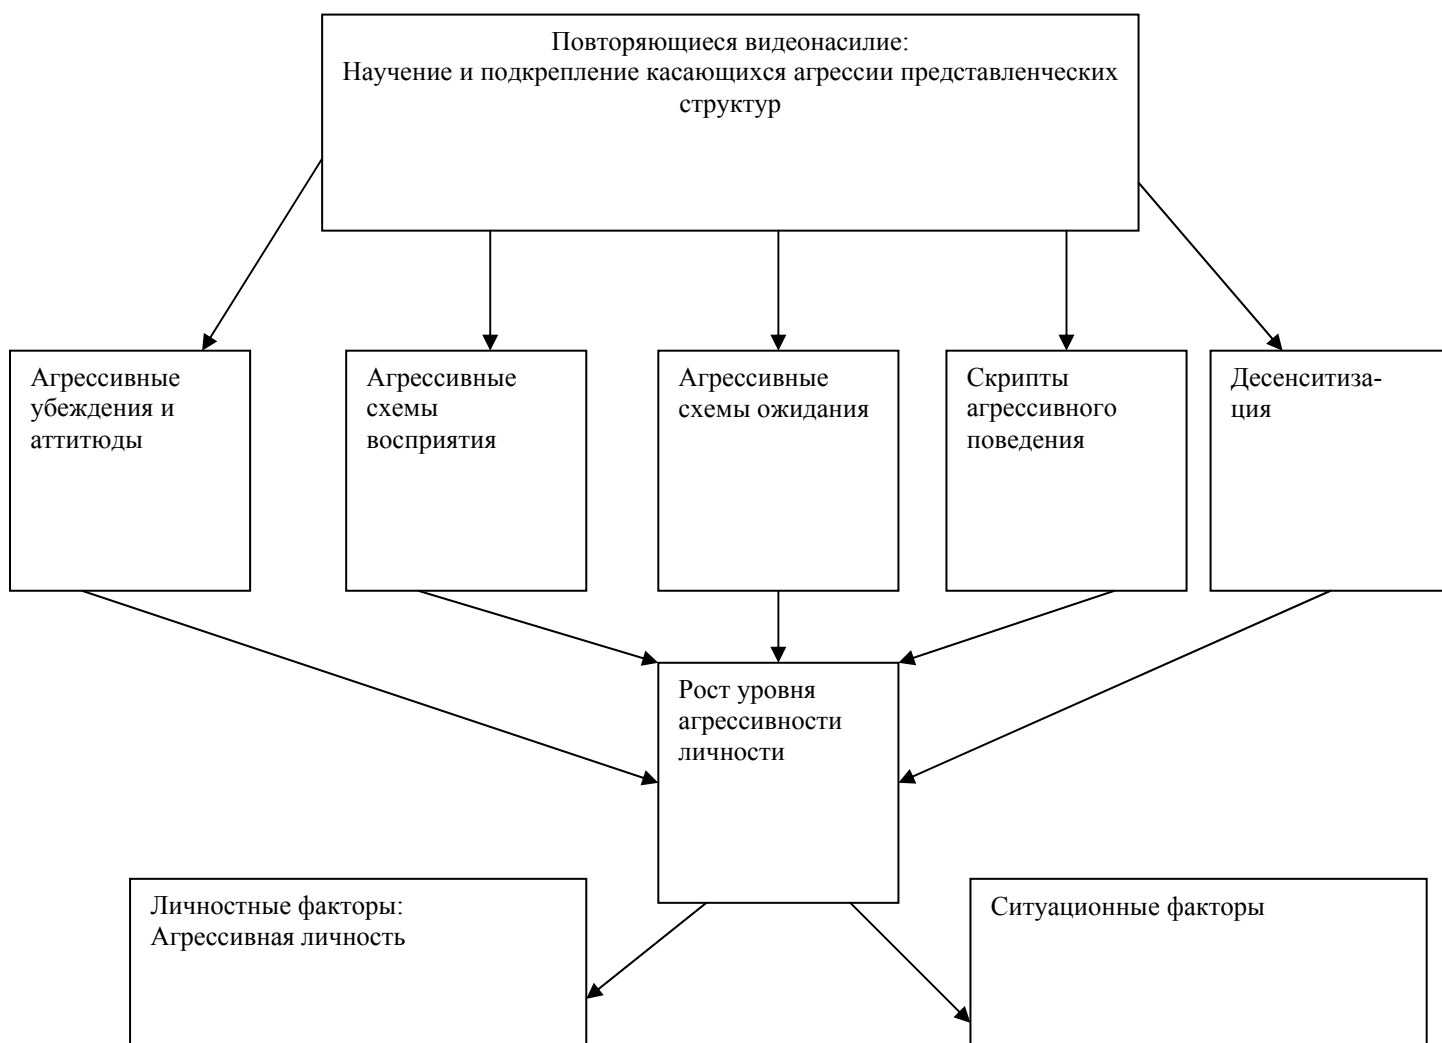 Повторяющиеся видеонасилие:
Научение и подкрепление касающихся агрессии представленческих
структур
Агрессивные
убеждения и
аттитюды
Агрессивные
схемы
восприятия
Агрессивные
схемы ожидания
Скрипты
агрессивного
поведения
Десенситиза-
ция
Рост уровня
агрессивности
личности
Личностные факторы:
Агрессивная личность
Ситуационные факторы